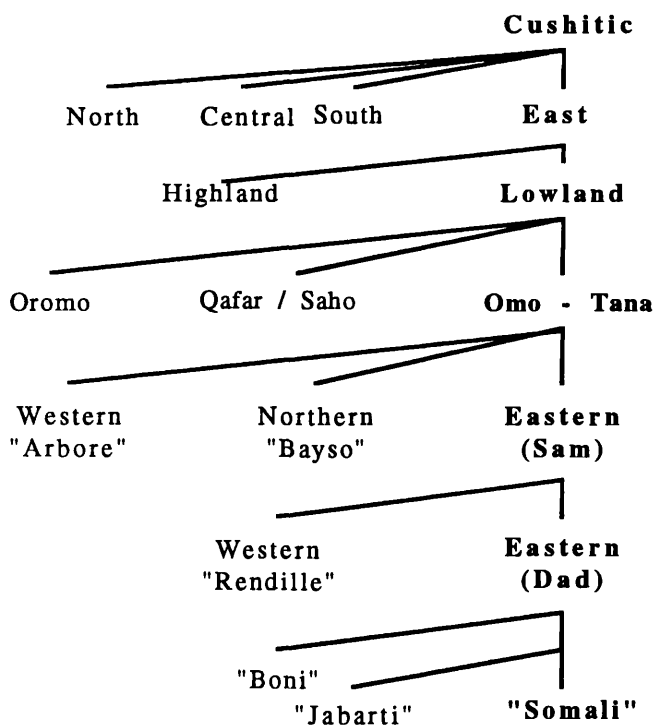 Cushitic
North Central South East
Highland Lowland
Oromo Qafar / Saho Omo - Tana
Western Northern Eastern
"Arbore" "Bayso" (Sam)
Western Eastern
"Rendille" (Dad)
"Boni"
"Jabarti" "Somali"